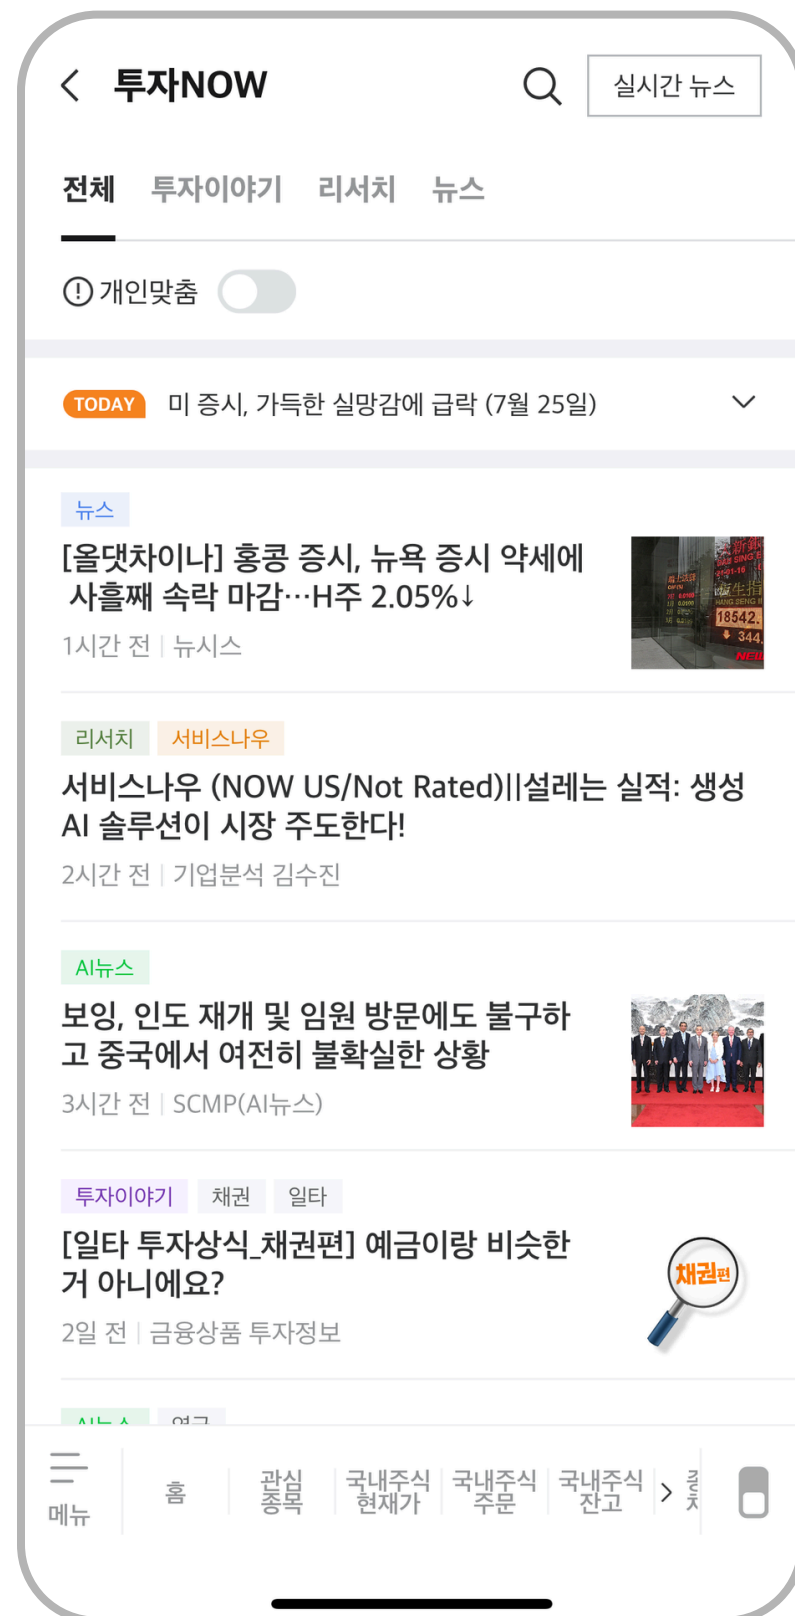 투자NOW
실시간 뉴스
전체 투자이야기 리서치 뉴스
개인맞춤
TODAY 미 증시, 가득한 실망감에 급락 (7월 25일)
뉴스
[올댓차이나] 홍콩 증시, 뉴욕 증시 약세에
사흘째 속락 마감…H주 2.05%↓
1시간 전 | 뉴시스
18542.
344.
리서치 서비스나우
서비스나우 (NOW US/Not Rated)||설레는 실적: 생성
AI 솔루션이 시장 주도한다!
2시간 전 | 기업분석 김수진
AI뉴스
보잉, 인도 재개 및 임원 방문에도 불구하
고 중국에서 여전히 불확실한 상황
3시간 전 | SCMP(AI뉴스)
투자이야기 채권 일타
[일타 투자상식_채권편] 예금이랑 비슷한
거 아니에요?
채권편
2일 전 | 금융상품 투자정보
메뉴
홈
관심
종목
국내주식
현재가
국내주식
주문
국내주식
잔고